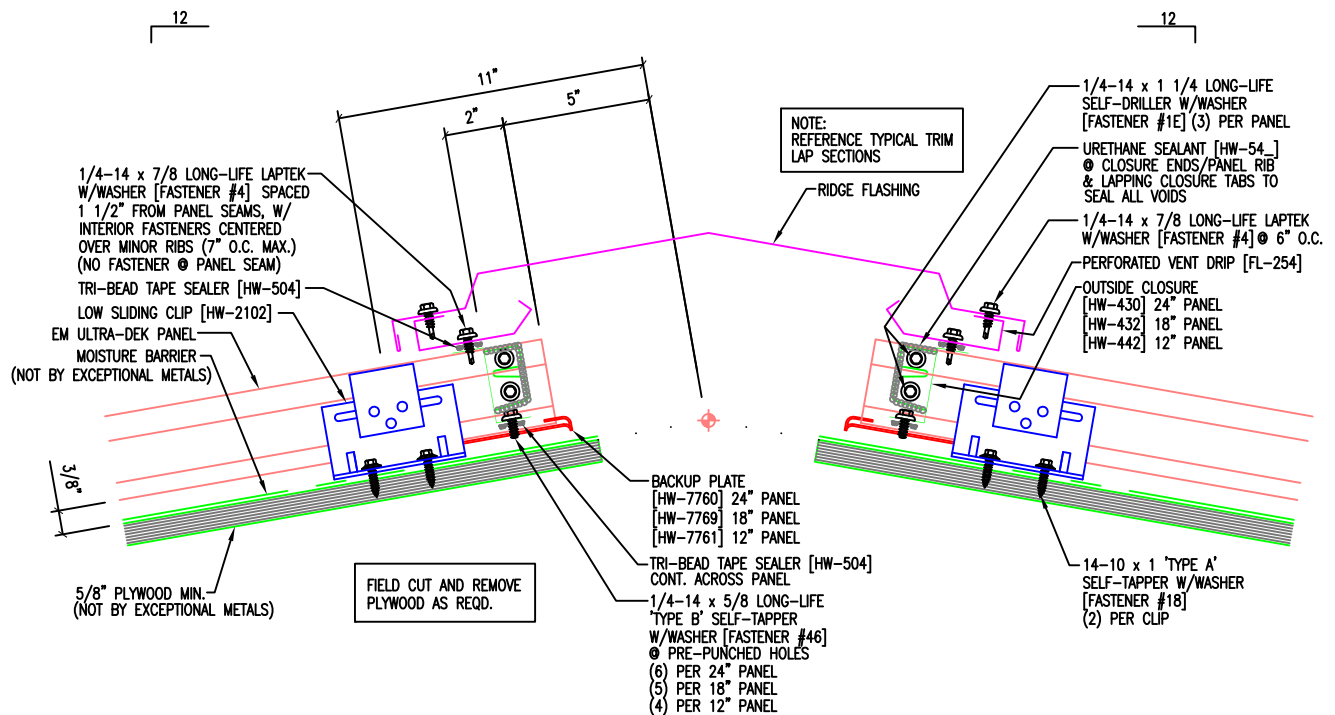 12
12
11"
2"
5"
NOTE:
REFERENCE TYPICAL TRIM
LAP SECTIONS
RIDGE FLASHING
1/4-14 x 7/8 LONG-LIFE LAPTEK
W/WASHER [FASTENER #4] SPACED
1 1/2" FROM PANEL SEAMS, W/
INTERIOR FASTENERS CENTERED
OVER MINOR RIBS (7" O.C. MAX.)
(NO FASTENER @ PANEL SEAM)
TRI-BEAD TAPE SEALER [HW-504]
LOW SLIDING CLIP [HW-2102]
EM ULTRA-DEK PANEL
MOISTURE BARRIER
(NOT BY EXCEPTIONAL METALS)
3/8"
5/8" PLYWOOD MIN.
(NOT BY EXCEPTIONAL METALS)
FIELD CUT AND REMOVE
PLYWOOD AS REQD.
BACKUP PLATE
[HW-7760] 24" PANEL
[HW-7769] 18" PANEL
[HW-7761] 12" PANEL
TRI-BEAD TAPE SEALER [HW-504]
CONT. ACROSS PANEL
1/4-14 x 5/8 LONG-LIFE
'TYPE B' SELF-TAPPER
W/WASHER [FASTENER #46]
@ PRE-PUNCHED HOLES
(6) PER 24" PANEL
(5) PER 18" PANEL
(4) PER 12" PANEL
1/4-14 x 1 1/4 LONG-LIFE
SELF-DRILLER W/WASHER
[FASTENER #1E] (3) PER PANEL
URETHANE SEALANT [HW-54_]
@ CLOSURE ENDS/PANEL RIB
& LAPPING CLOSURE TABS TO
SEAL ALL VOIDS
1/4-14 x 7/8 LONG-LIFE LAPTEK
W/WASHER [FASTENER #4] @ 6" O.C.
PERFORATED VENT DRIP [FL-254]
OUTSIDE CLOSURE
[HW-430] 24" PANEL
[HW-432] 18" PANEL
[HW-442] 12" PANEL
14-10 x 1 'TYPE A'
SELF-TAPPER W/WASHER
[FASTENER #18]
(2) PER CLIP